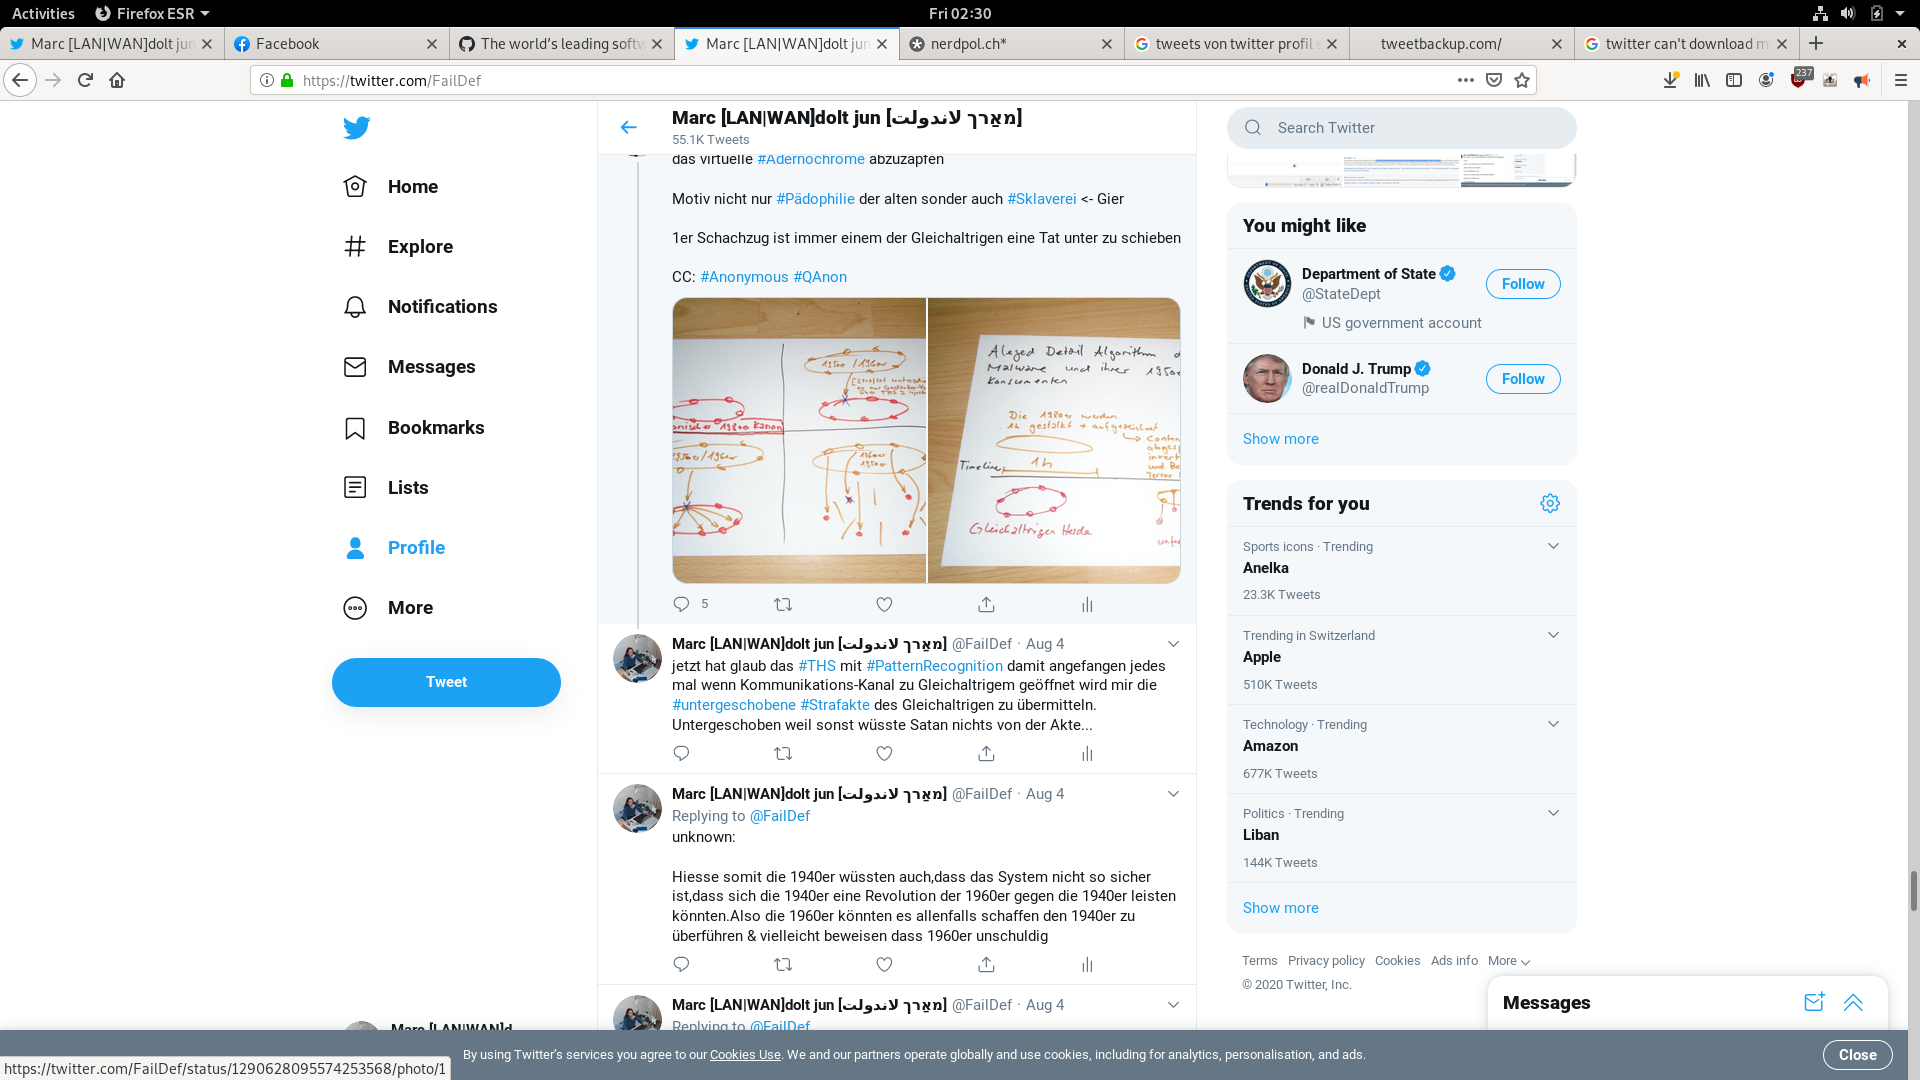 Activities
Firefox ESR
Fri 02:30
Marc [LAN|WAN]dolt jun
Facebook
The world's leading softw
Marc [LAN|WAN]dolt jun
nerdpol.ch*
tweets von twitter profil s
tweetbackup.com/
twitter can't download m
https://twitter.com/FailDef
237
Home
Explore
Notifications
Messages
Bookmarks
Lists
Profile
More
Tweet
Marc [LAN|WAN]d
Marc [LAN|WAN]dolt jun [מאַרך לאנדולת]
55.1K Tweets
das virtuelle #Adernochrome abzuzapfen
Motiv nicht nur #Pädophilie der alten sonder auch #Sklaverei <- Gier
1er Schachzug ist immer einem der Gleichaltrigen eine Tat unter zu schieben
CC: #Anonymous #QAnon
1950er / 1960er
1980er Kanon
1950er/1960er
1960er
1950er
Aleged Detail Algorithm d
Malware und ihrer 1950er
Konsumenten
Die 1980er werden
1h gestalkt + aufgezeichnet
Timeline
1h
Gleichaltrigen Herde
5
Marc [LAN|WAN]dolt jun [מאַרך לאנדולת] @FailDef · Aug 4
jetzt hat glaub das #THS mit #PatternRecognition damit angefangen jedes
mal wenn Kommunikations-Kanal zu Gleichaltrigem geöffnet wird mir die
#untergeschobene #Strafakte des Gleichaltrigen zu übermitteln.
Untergeschoben weil sonst wüsste Satan nichts von der Akte...
Marc [LAN|WAN]dolt jun [מאַרך לאנדולת] @FailDef · Aug 4
Replying to @FailDef
unknown:
Hiesse somit die 1940er wüssten auch,dass das System nicht so sicher
ist,dass sich die 1940er eine Revolution der 1960er gegen die 1940er leisten
könnten.Also die 1960er könnten es allenfalls schaffen den 1940er zu
überführen & vielleicht beweisen dass 1960er unschuldig
Marc [LAN|WAN]dolt jun [מאַרך לאנדולת] @FailDef · Aug 4
Replying to @FailDef
Search Twitter
You might like
Department of State
@StateDept
US government account
Follow
Donald J. Trump
@realDonaldTrump
Follow
Show more
Trends for you
Sports icons · Trending
Anelka
23.3K Tweets
Trending in Switzerland
Apple
510K Tweets
Technology · Trending
Amazon
677K Tweets
Politics · Trending
Liban
144K Tweets
Show more
Terms Privacy policy Cookies Ads info More
© 2020 Twitter, Inc.
Messages
By using Twitter's services you agree to our Cookies Use. We and our partners operate globally and use cookies, including for analytics, personalisation, and ads.
Close
https://twitter.com/FailDef/status/1290628095574253568/photo/1